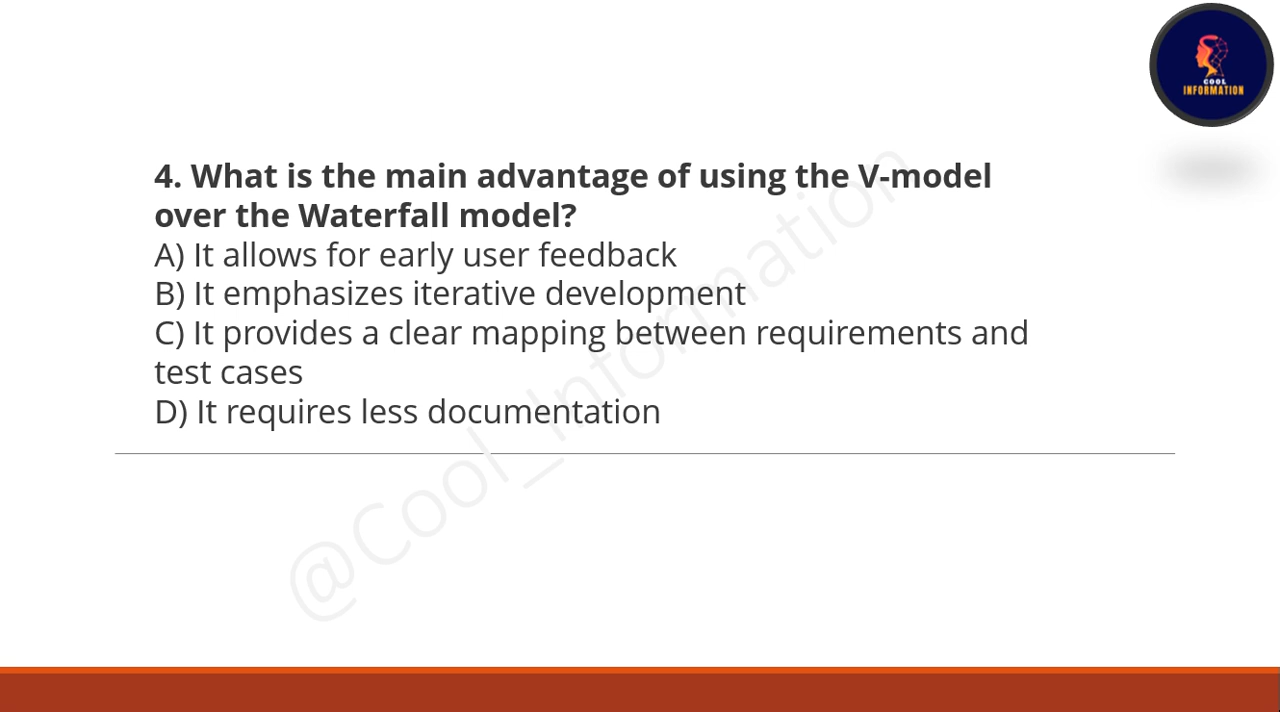 COOL
INFORMATION
4. What is the main advantage of using the V-model
over the Waterfall model?
A) It allows for early user feedback
B) It emphasizes iterative development
C) It provides a clear mapping between requirements and
test cases
D) It requires less documentation
@Cool_Information